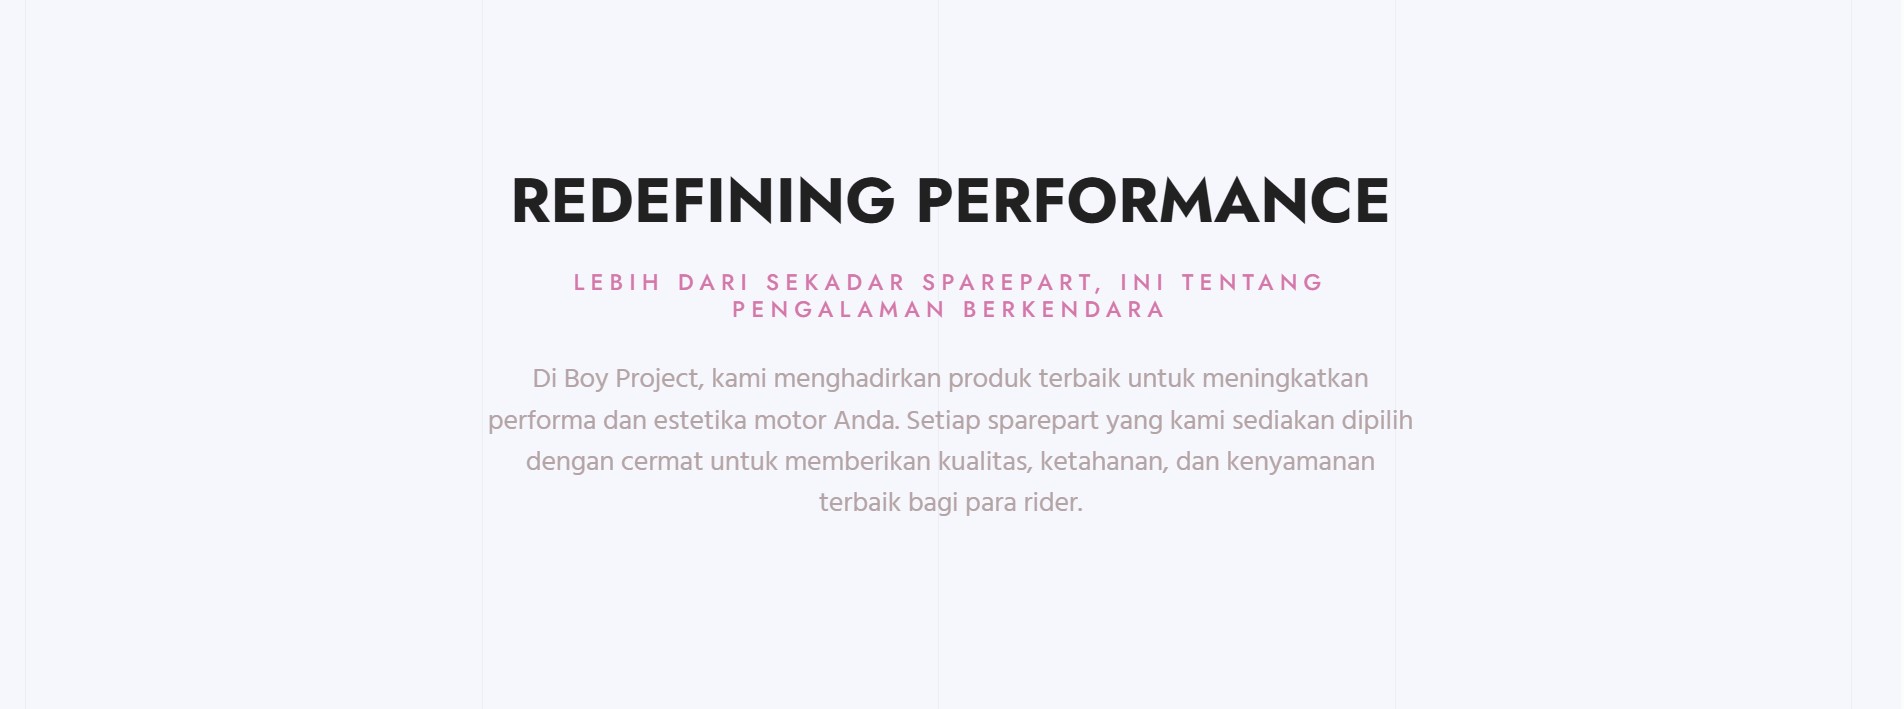 REDEFINING PERFORMANCE
LEBIH DARI SEKADAR SPAREPART, INI TENTANG
PENGALAMAN BERKENDARA
Di Boy Project, kami menghadirkan produk terbaik untuk meningkatkan
performa dan estetika motor Anda. Setiap sparepart yang kami sediakan dipilih
dengan cermat untuk memberikan kualitas, ketahanan, dan kenyamanan
terbaik bagi para rider.